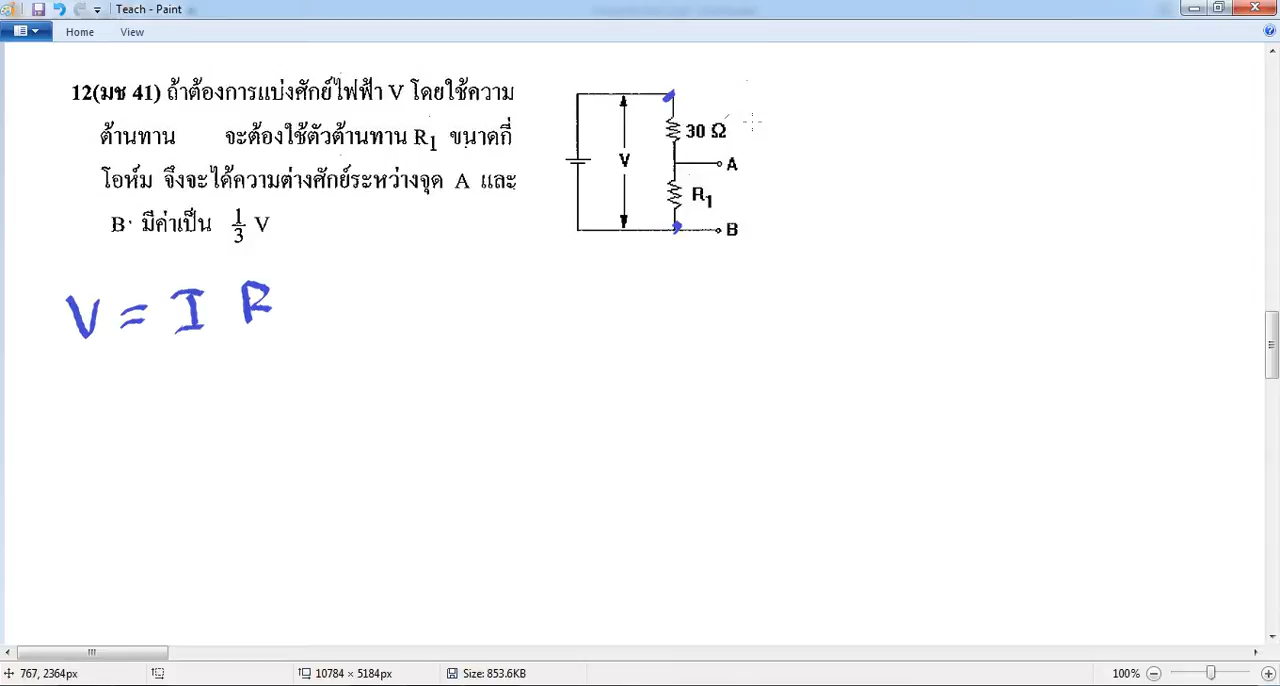 Teach - Paint
Home View
12(มช 41) ถ้าต้องการแบ่งศักย์ไฟฟ้า V โดยใช้ความ
ต้านทาน จะต้องใช้ตัวต้านทาน R1 ขนาดกี่
โอห์ม จึงจะได้ความต่างศักย์ระหว่างจุด A และ
B มีค่าเป็น 1/3 V
30 Ω
V
A
R1
B
V = I R
767, 2364px
10784 × 5184px
Size: 853.6KB
100%